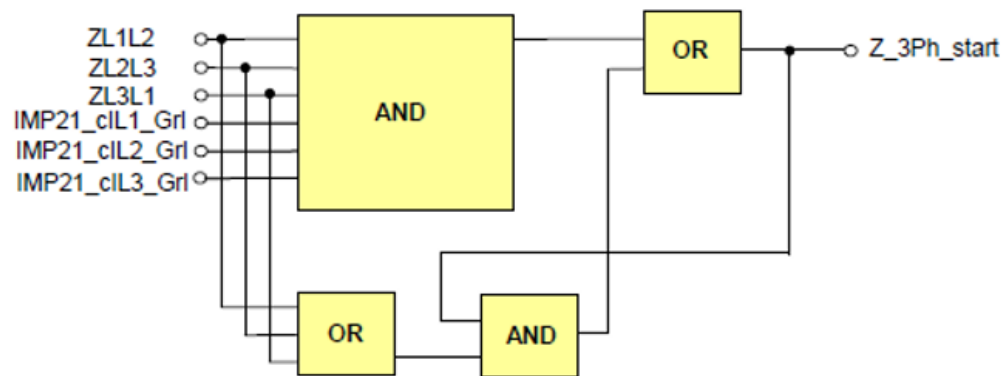 ZL1L2
ZL2L3
ZL3L1
IMP21_cIL1_Grl
IMP21_cIL2_Grl
IMP21_cIL3_Grl
AND
OR
Z_3Ph_start
OR
AND